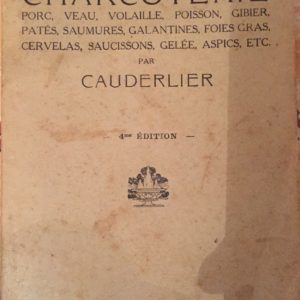 CHARCUTERIE
PORC, VEAU, VOLAILLE, POISSON, GIBIER,
PATÉS, SAUMURES, GALANTINES, FOIES GRAS,
CERVELAS, SAUCISSONS, GELÉE, ASPICS, ETC.
PAR
CAUDERLIER
— 4me ÉDITION —